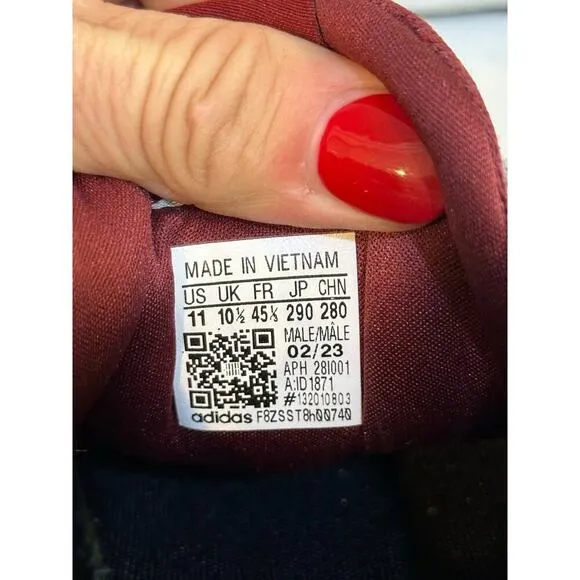 MADE IN VIETNAM
US UK FR JP CHN
11 10½ 45⅓ 290 280
MALE/MÂLE
02/23
APH 28I001
A:ID1871
#132010803
adidas F8ZSST8h00740